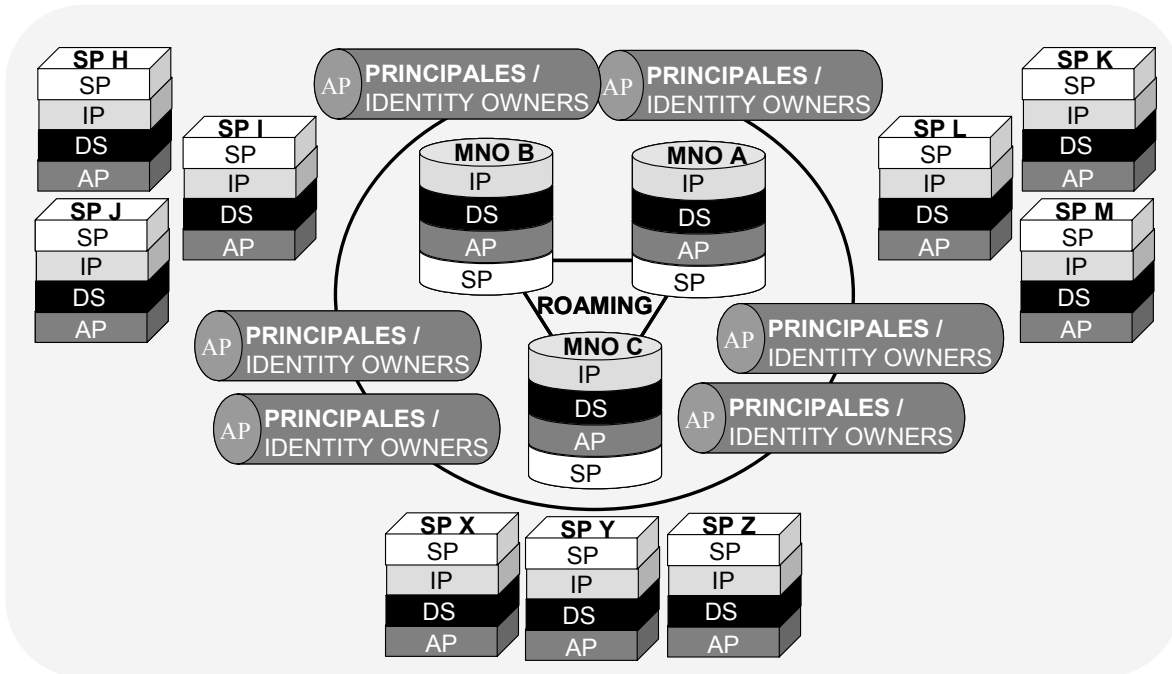 SP H
SP
IP
DS
AP
SP I
SP
IP
DS
AP
SP J
SP
IP
DS
AP
AP
PRINCIPALES /
IDENTITY OWNERS
AP
PRINCIPALES /
IDENTITY OWNERS
SP K
SP
IP
DS
AP
SP L
SP
IP
DS
AP
SP M
SP
IP
DS
AP
MNO B
IP
DS
AP
SP
MNO A
IP
DS
AP
SP
ROAMING
MNO C
IP
DS
AP
SP
AP
PRINCIPALES /
IDENTITY OWNERS
AP
PRINCIPALES /
IDENTITY OWNERS
AP
PRINCIPALES /
IDENTITY OWNERS
AP
PRINCIPALES /
IDENTITY OWNERS
SP X
SP
IP
DS
AP
SP Y
SP
IP
DS
AP
SP Z
SP
IP
DS
AP